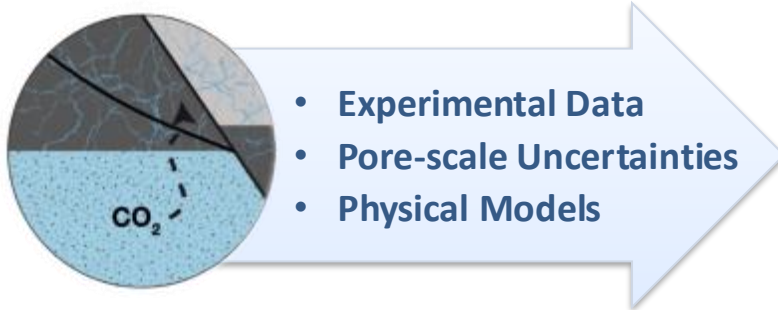 CO₂
• Experimental Data
• Pore-scale Uncertainties
• Physical Models